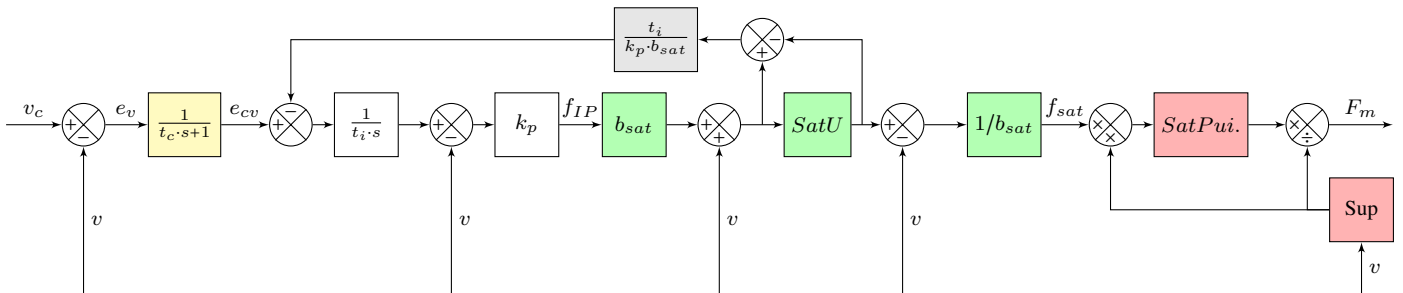 t_i / (k_p·b_sat)
× −
+
v_c
+ −
e_v
1 / (t_c·s+1)
e_cv
+ −
1 / (t_i·s)
+ −
k_p
f_IP
b_sat
+ +
SatU
+ −
1/b_sat
f_sat
× ×
SatPui.
× ÷
F_m
Sup
v
v
v
v
v